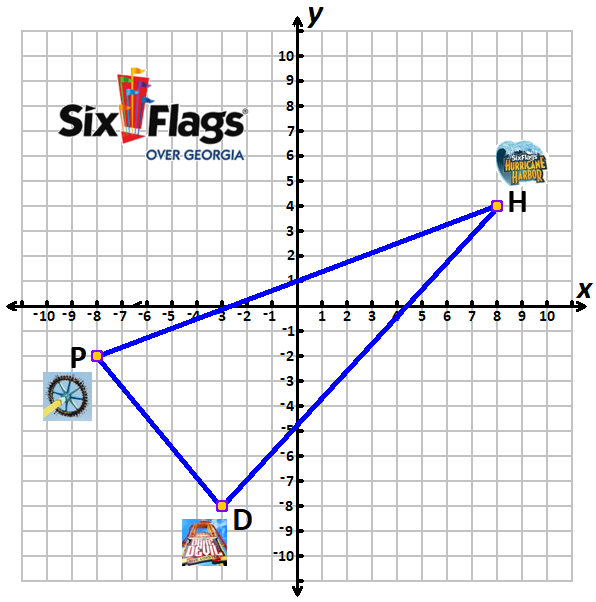 y
10
9
8
7
Six Flags®
6
OVER GEORGIA
SixFlags
HURRICANE
HARBOR
5
4
H
3
2
1
x
-10 -9 -8 -7 -6 -5 -4 -3 -2 -1 1 2 3 4 5 6 7 8 9 10
-1
P
-2
-3
-4
-5
-6
-7
-8
D
-9
DEVIL
-10